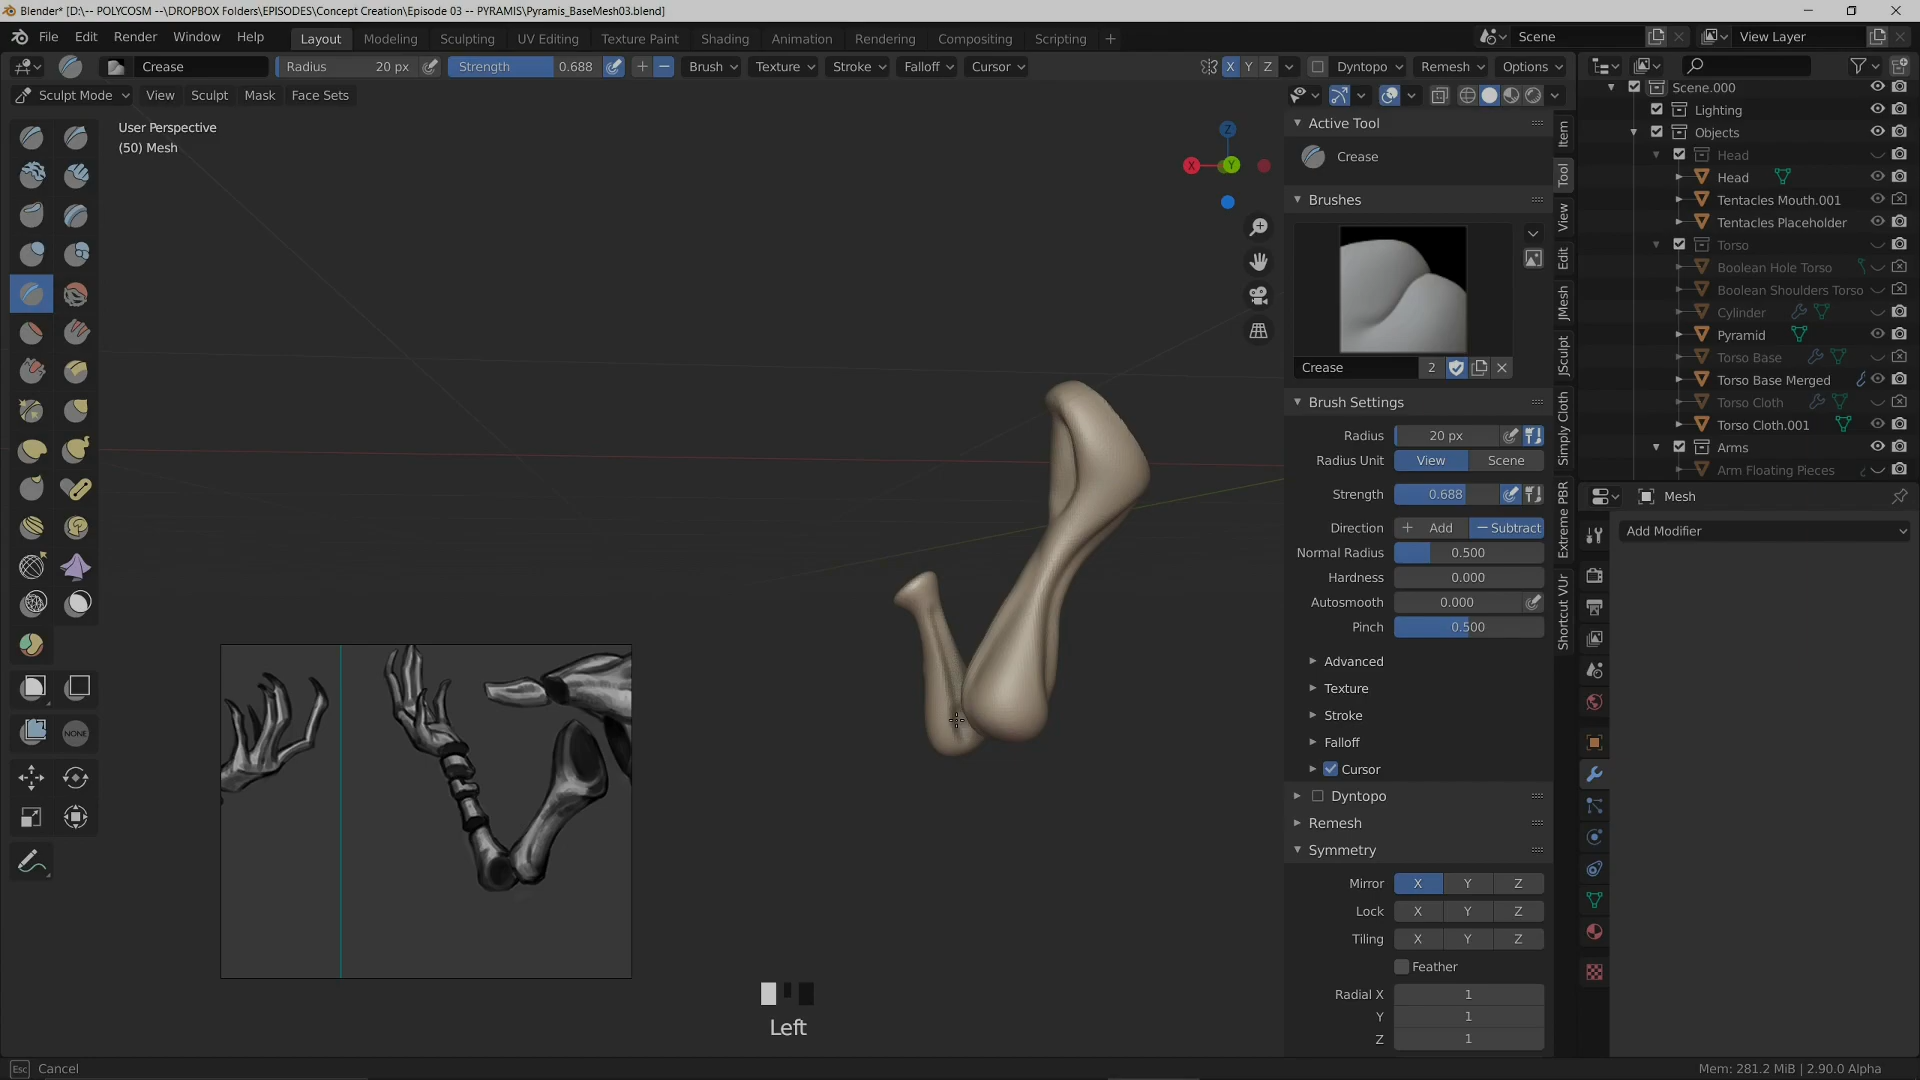 Blender* [D:\-- POLYCOSM --\DROPBOX Folders\EPISODES\Concept Creation\Episode 03 -- PYRAMIS\Pyramis_BaseMesh03.blend]
File Edit Render Window Help Layout Modeling Sculpting UV Editing Texture Paint Shading Animation Rendering Compositing Scripting + Scene View Layer
Crease Radius 20 px Strength 0.688 Brush Texture Stroke Falloff Cursor X Y Z Dyntopo Remesh Options
Sculpt Mode View Sculpt Mask Face Sets
User Perspective
(50) Mesh
Z
X Y
NONE
Left
Active Tool
Crease
Brushes
Crease 2
Brush Settings
Radius 20 px
Radius Unit View Scene
Strength 0.688
Direction Add Subtract
Normal Radius 0.500
Hardness 0.000
Autosmooth 0.000
Pinch 0.500
Advanced
Texture
Stroke
Falloff
Cursor
Dyntopo
Remesh
Symmetry
Mirror X Y Z
Lock X Y Z
Tiling X Y Z
Feather
Radial X 1
Y 1
Z 1
Item
Tool
View
Edit
JMesh
JSculpt
Simply Cloth
Extreme PBR
Shortcut VUr
Scene.000
Lighting
Objects
Head
Head
Tentacles Mouth.001
Tentacles Placeholder
Torso
Boolean Hole Torso
Boolean Shoulders Torso
Cylinder
Pyramid
Torso Base
Torso Base Merged
Torso Cloth
Torso Cloth.001
Arms
Arm Floating Pieces
Mesh
Add Modifier
Esc Cancel
Mem: 281.2 MiB | 2.90.0 Alpha